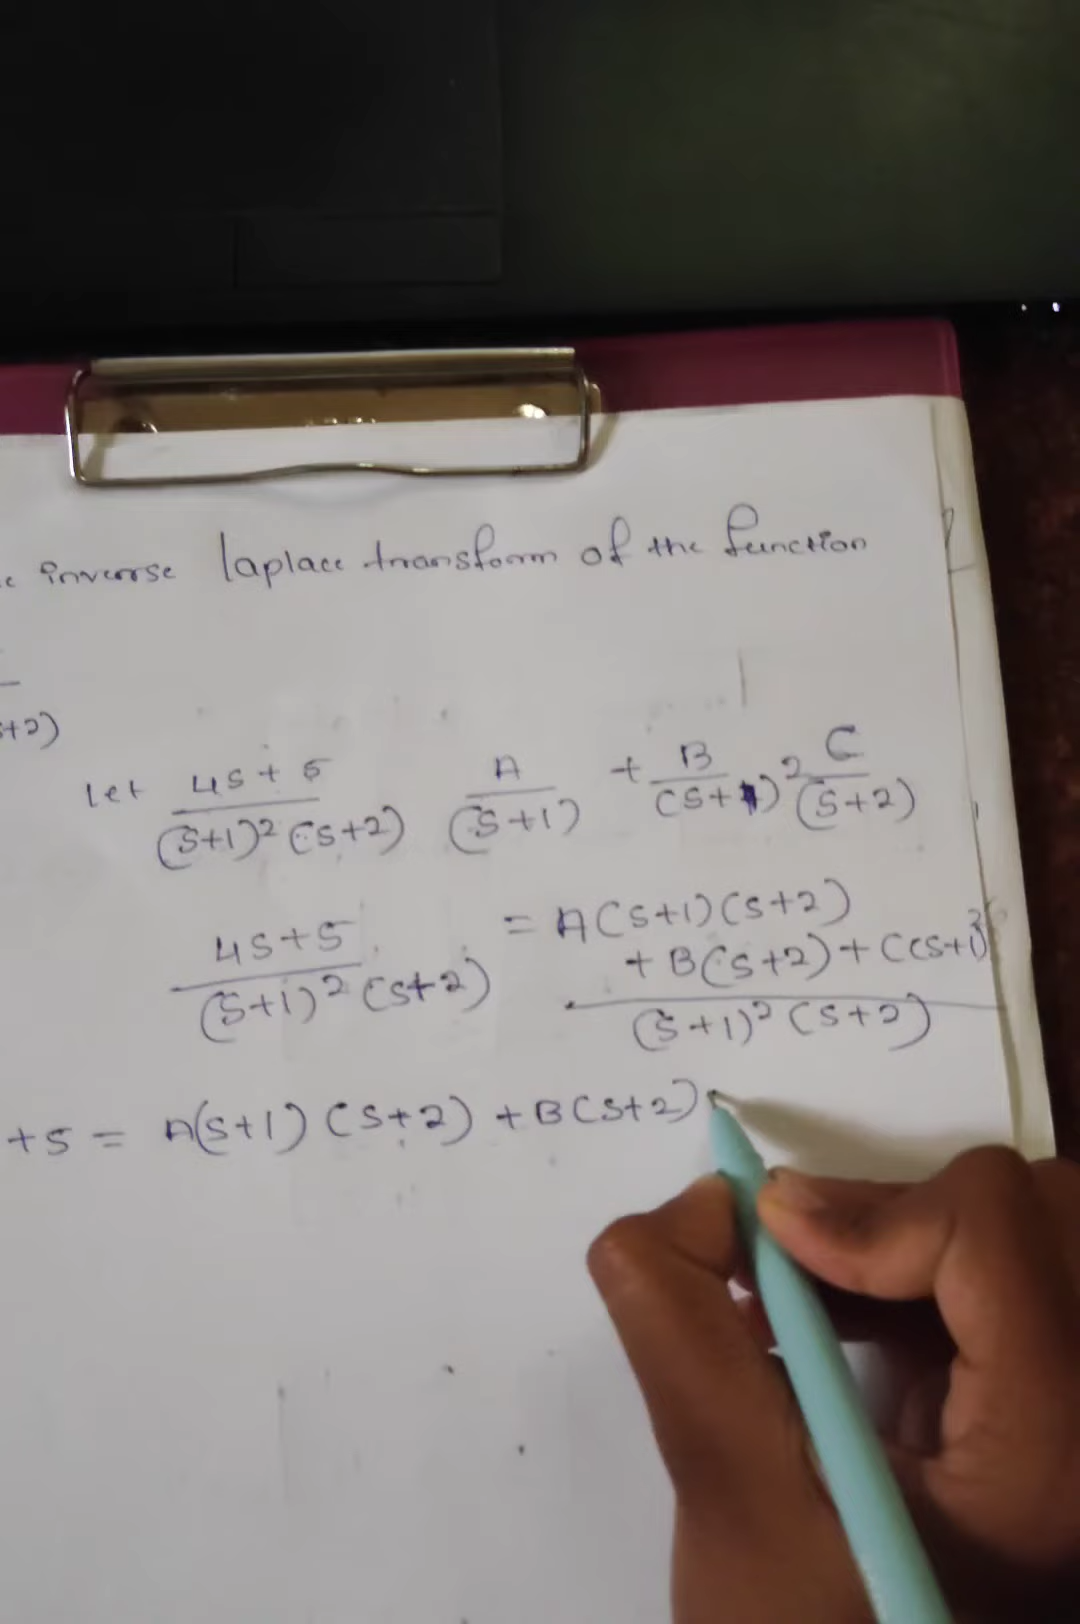 inverse laplace transform of the function
s+2)
let 4s+5 A + B C
(s+1)² (s+2) (s+1) (s+1)² (s+2)
4s+5 = A(s+1)(s+2)
+ B(s+2) + C(s+1)²
(s+1)² (s+2) (s+1)² (s+2)
+5 = A(s+1) (s+2) + B(s+2)